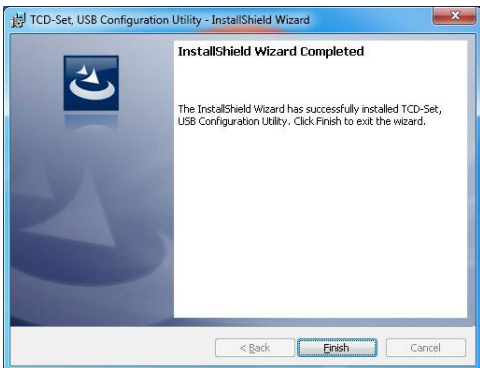 TCD-Set, USB Configuration Utility - InstallShield Wizard
InstallShield Wizard Completed
The InstallShield Wizard has successfully installed TCD-Set,
USB Configuration Utility. Click Finish to exit the wizard.
< Back
Finish
Cancel